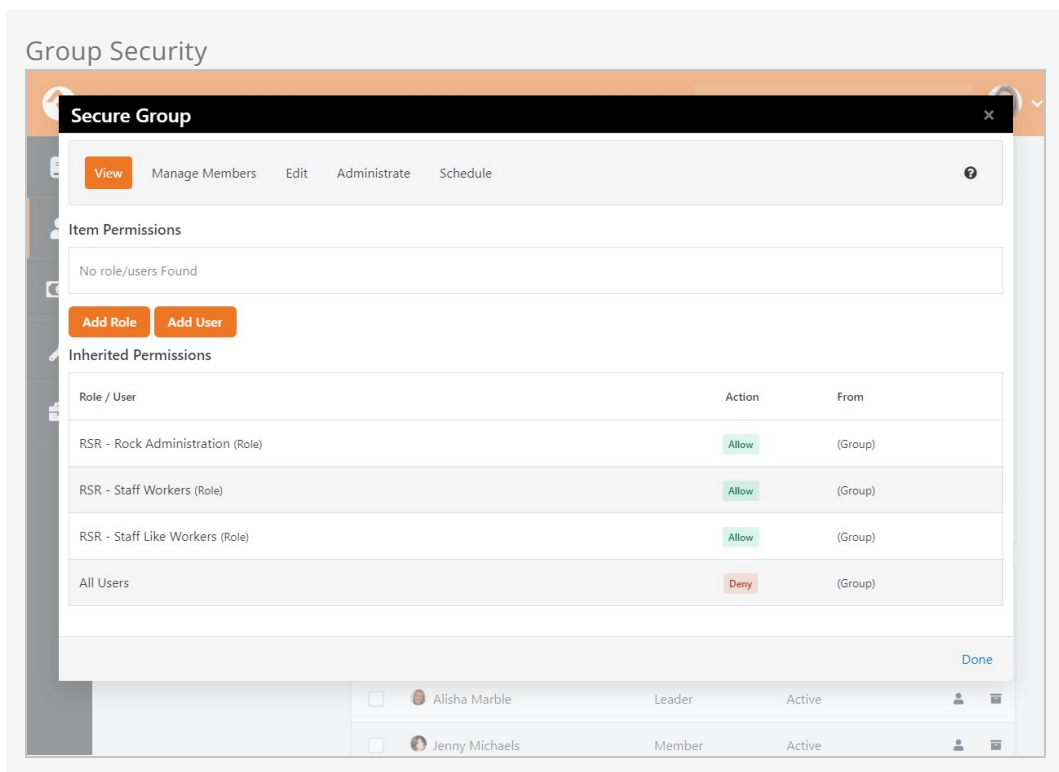 Group Security
Secure Group ×
View Manage Members Edit Administrate Schedule ?
Item Permissions
No role/users Found
Add Role Add User
Inherited Permissions
Role / User Action From
RSR - Rock Administration (Role) Allow (Group)
RSR - Staff Workers (Role) Allow (Group)
RSR - Staff Like Workers (Role) Allow (Group)
All Users Deny (Group)
Done
Alisha Marble Leader Active
Jenny Michaels Member Active